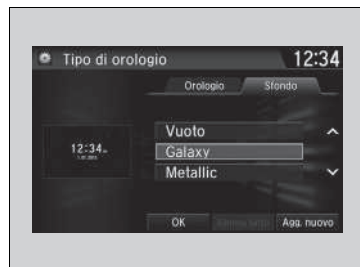 Tipo di orologio 12:34
Orologio Sfondo
Vuoto
12:34
Galaxy
Metallic
OK Agg. nuovo